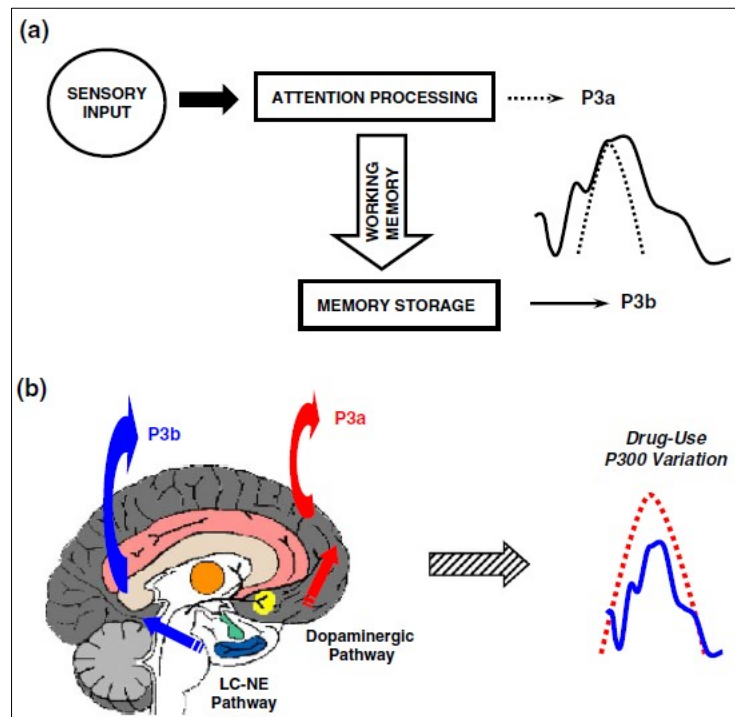 (a)
SENSORY
INPUT
ATTENTION PROCESSING
P3a
WORKING
MEMORY
MEMORY STORAGE
P3b
(b)
P3b
P3a
Drug-Use
P300 Variation
Dopaminergic
Pathway
LC-NE
Pathway